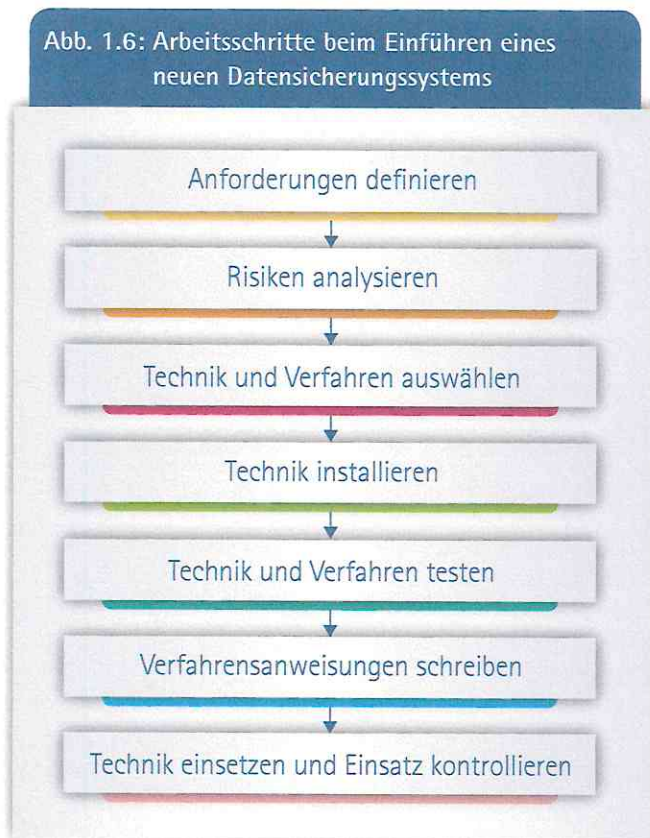 Abb. 1.6: Arbeitsschritte beim Einführen eines
neuen Datensicherungssystems
Anforderungen definieren
Risiken analysieren
Technik und Verfahren auswählen
Technik installieren
Technik und Verfahren testen
Verfahrensanweisungen schreiben
Technik einsetzen und Einsatz kontrollieren